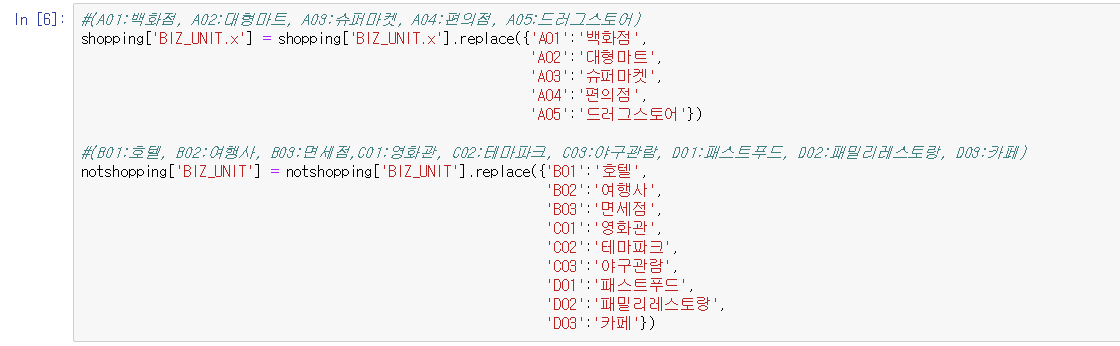 In [6]: #(A01:백화점, A02:대형마트, A03:슈퍼마켓, A04:편의점, A05:드러그스토어)
shopping['BIZ_UNIT.x'] = shopping['BIZ_UNIT.x'].replace({'A01':'백화점',
'A02':'대형마트',
'A03':'슈퍼마켓',
'A04':'편의점',
'A05':'드러그스토어'})
#(B01:호텔, B02:여행사, B03:면세점,C01:영화관, C02:테마파크, C03:야구관람, D01:패스트푸드, D02:패밀리레스토랑, D03:카페)
notshopping['BIZ_UNIT'] = notshopping['BIZ_UNIT'].replace({'B01':'호텔',
'B02':'여행사',
'B03':'면세점',
'C01':'영화관',
'C02':'테마파크',
'C03':'야구관람',
'D01':'패스트푸드',
'D02':'패밀리레스토랑',
'D03':'카페'})